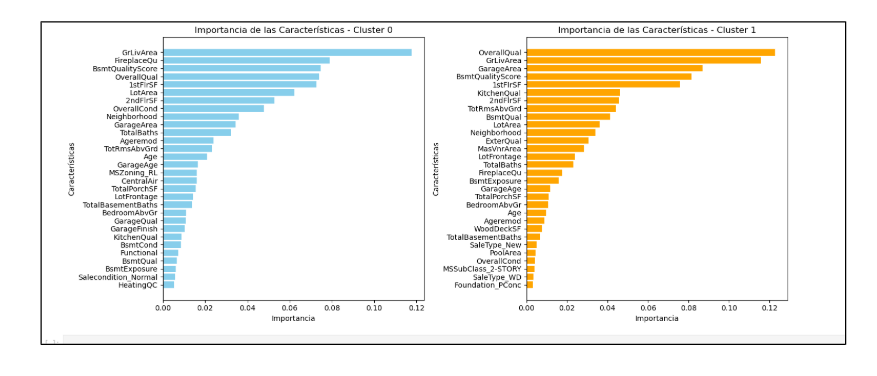 Importancia de las Características - Cluster 0
Características
GrLivArea
FireplaceQu
BsmtQualityScore
OverallQual
1stFlrSF
LotArea
2ndFlrSF
OverallCond
Neighborhood
GarageArea
TotalBaths
Ageremod
TotRmsAbvGrd
Age
GarageAge
MSZoning_RL
CentralAir
TotalPorchSF
LotFrontage
TotalBasementBaths
BedroomAbvGr
GarageQual
GarageFinish
KitchenQual
BsmtCond
Functional
BsmtQual
BsmtExposure
Salecondition_Normal
HeatingQC
0.00 0.02 0.04 0.06 0.08 0.10 0.12
Importancia
Importancia de las Características - Cluster 1
Características
OverallQual
GrLivArea
GarageArea
BsmtQualityScore
1stFlrSF
KitchenQual
2ndFlrSF
TotRmsAbvGrd
BsmtQual
LotArea
Neighborhood
ExterQual
MasVnrArea
LotFrontage
TotalBaths
FireplaceQu
BsmtExposure
GarageAge
TotalPorchSF
BedroomAbvGr
Age
Ageremod
WoodDeckSF
TotalBasementBaths
SaleType_New
PoolArea
OverallCond
MSSubClass_2-STORY
SaleType_WD
Foundation_PConc
0.00 0.02 0.04 0.06 0.08 0.10 0.12
Importancia